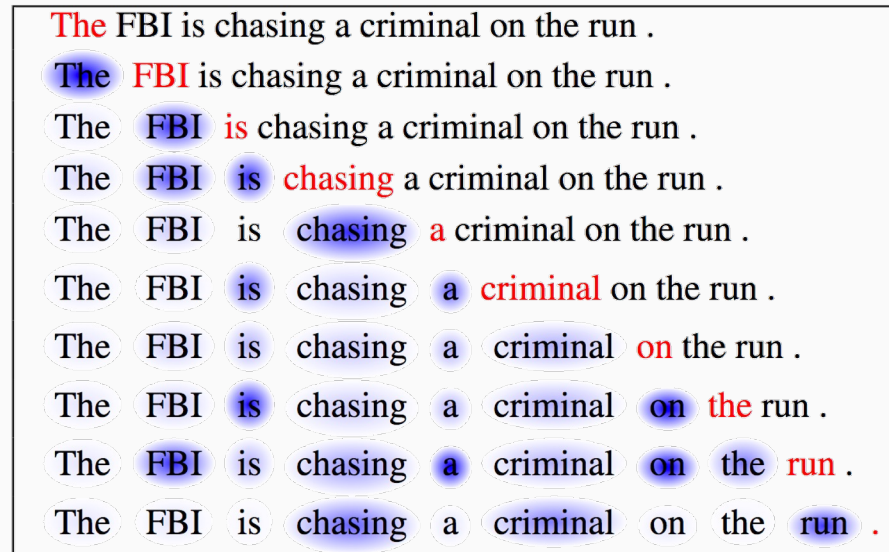 The FBI is chasing a criminal on the run .
The FBI is chasing a criminal on the run .
The FBI is chasing a criminal on the run .
The FBI is chasing a criminal on the run .
The FBI is chasing a criminal on the run .
The FBI is chasing a criminal on the run .
The FBI is chasing a criminal on the run .
The FBI is chasing a criminal on the run .
The FBI is chasing a criminal on the run .
The FBI is chasing a criminal on the run .